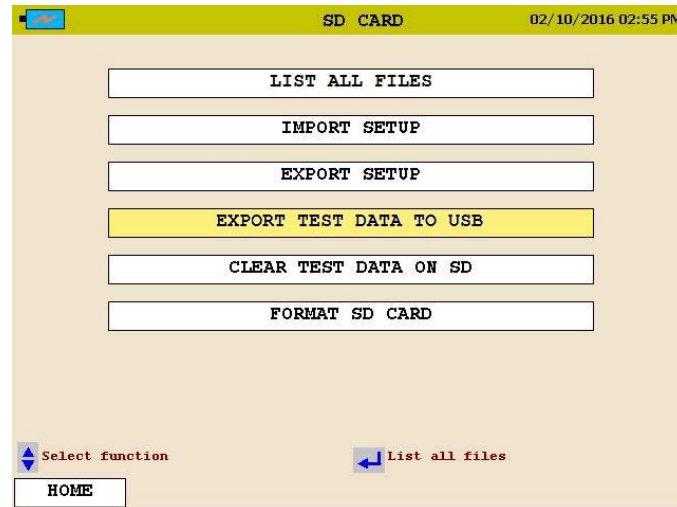 SD CARD 02/10/2016 02:55 PM
LIST ALL FILES
IMPORT SETUP
EXPORT SETUP
EXPORT TEST DATA TO USB
CLEAR TEST DATA ON SD
FORMAT SD CARD
Select function List all files
HOME